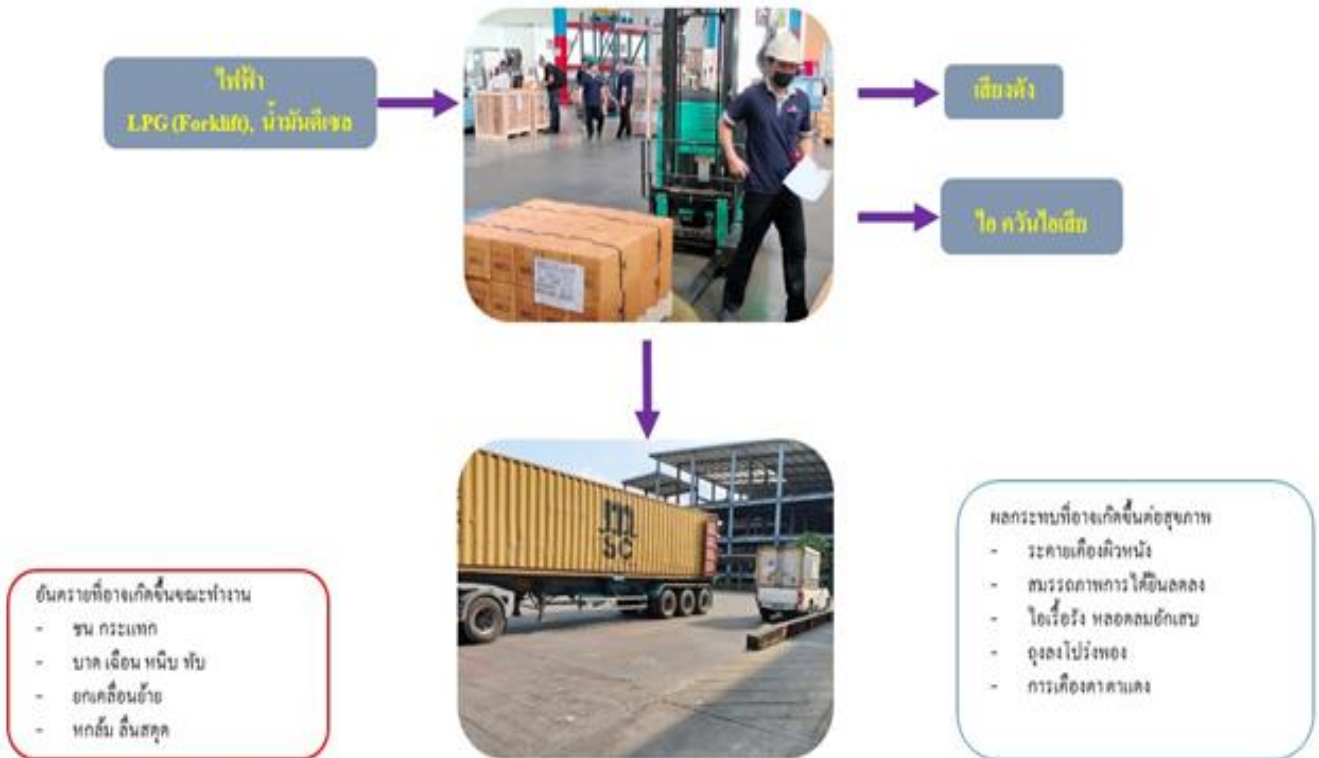 ไฟฟ้า
LPG (Forklift), น้ำมันดีเซล
เสียงดัง
ไอ ควันไอเสีย
m
SC
ผลกระทบที่อาจเกิดขึ้นต่อสุขภาพ
- ระคายเคืองผิวหนัง
- สมรรถภาพการได้ยินลดลง
- ไอเรื้อรัง หลอดลมอักเสบ
- ถุงลมโป่งพอง
- การเคืองตา ตาแดง
อันตรายที่อาจเกิดขึ้นขณะทำงาน
- ชน กระแทก
- บาด เฉือน หนีบ ทับ
- ยกเคลื่อนย้าย
- หกล้ม ลื่นสดุด